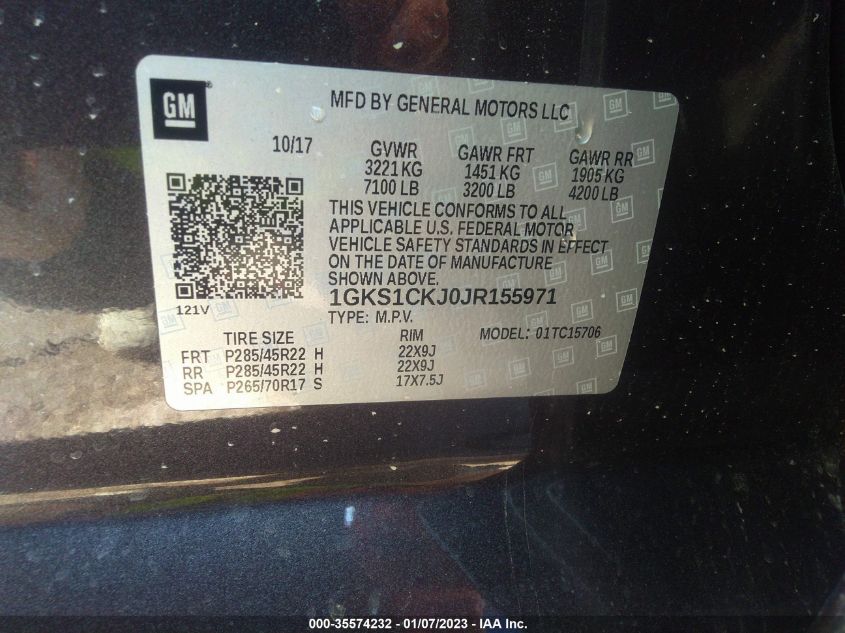 GM
MFD BY GENERAL MOTORS LLC
10/17
GVWR GAWR FRT GAWR RR
3221 KG 1451 KG 1905 KG
7100 LB 3200 LB 4200 LB
THIS VEHICLE CONFORMS TO ALL
APPLICABLE U.S. FEDERAL MOTOR
VEHICLE SAFETY STANDARDS IN EFFECT
ON THE DATE OF MANUFACTURE
SHOWN ABOVE.
121V
1GKS1CKJ0JR155971
TYPE: M.P.V. MODEL: 01TC15706
TIRE SIZE RIM
FRT P285/45R22 H 22X9J
RR P285/45R22 H 22X9J
SPA P265/70R17 S 17X7.5J
000-35574232 - 01/07/2023 - IAA Inc.